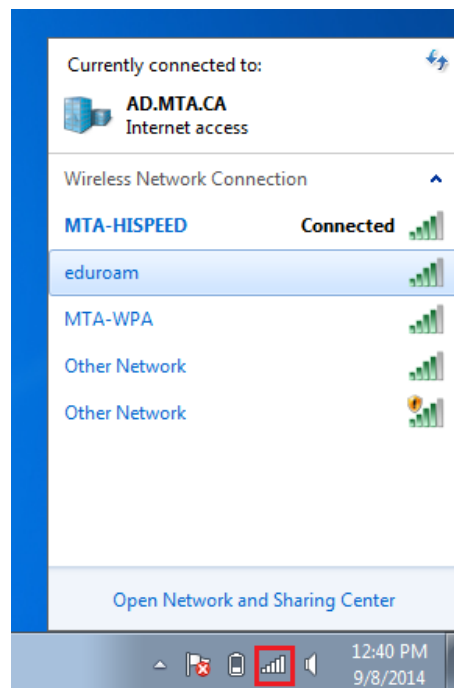 Currently connected to:
AD.MTA.CA
Internet access
Wireless Network Connection
MTA-HISPEED Connected
eduroam
MTA-WPA
Other Network
Other Network
Open Network and Sharing Center
12:40 PM
9/8/2014